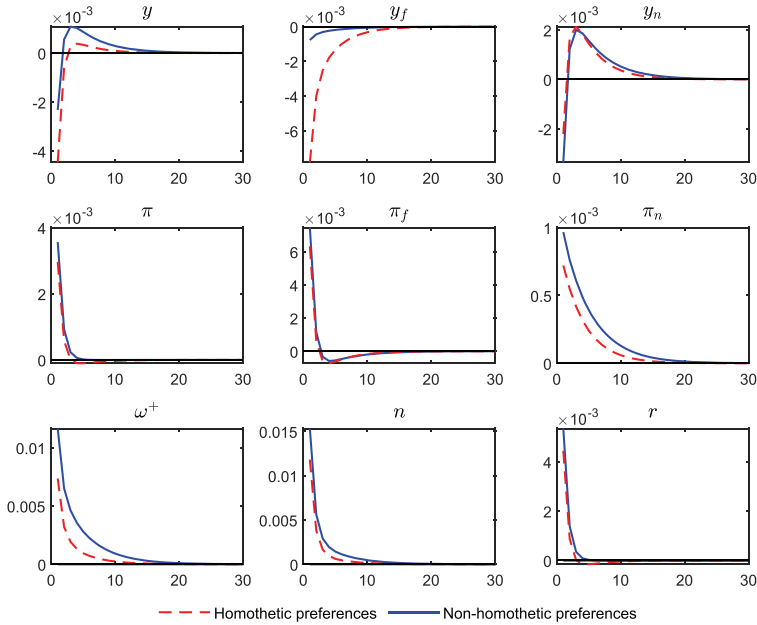 y y_f y_n
×10^-3 ×10^-3 ×10^-3
0 0 2
-2 -2 0
-4 -4 -2
-6
0 10 20 30 0 10 20 30 0 10 20 30
π π_f π_n
×10^-3 ×10^-3 ×10^-3
4 6 1
2 4 0.5
0 2 0
0
0 10 20 30 0 10 20 30 0 10 20 30
ω^+ n r
×10^-3
0.01 0.015 4
0.005 0.01 2
0 0.005 0
0
0 10 20 30 0 10 20 30 0 10 20 30
Homothetic preferences Non-homothetic preferences